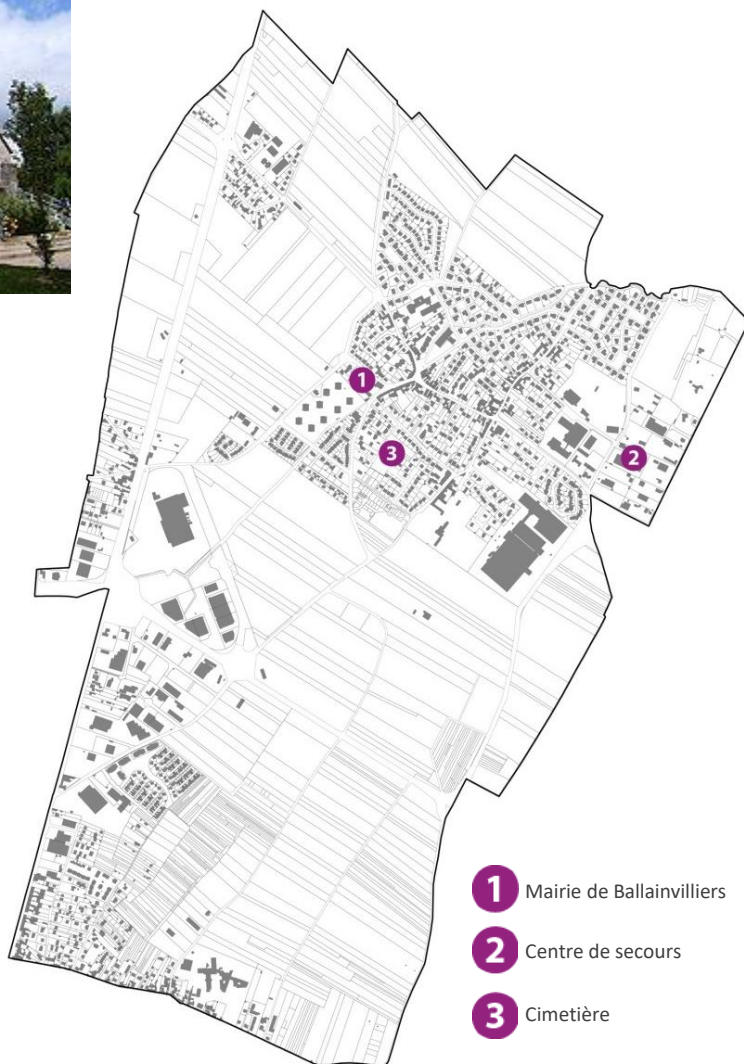 1
3
2
1 Mairie de Ballainvilliers
2 Centre de secours
3 Cimetière